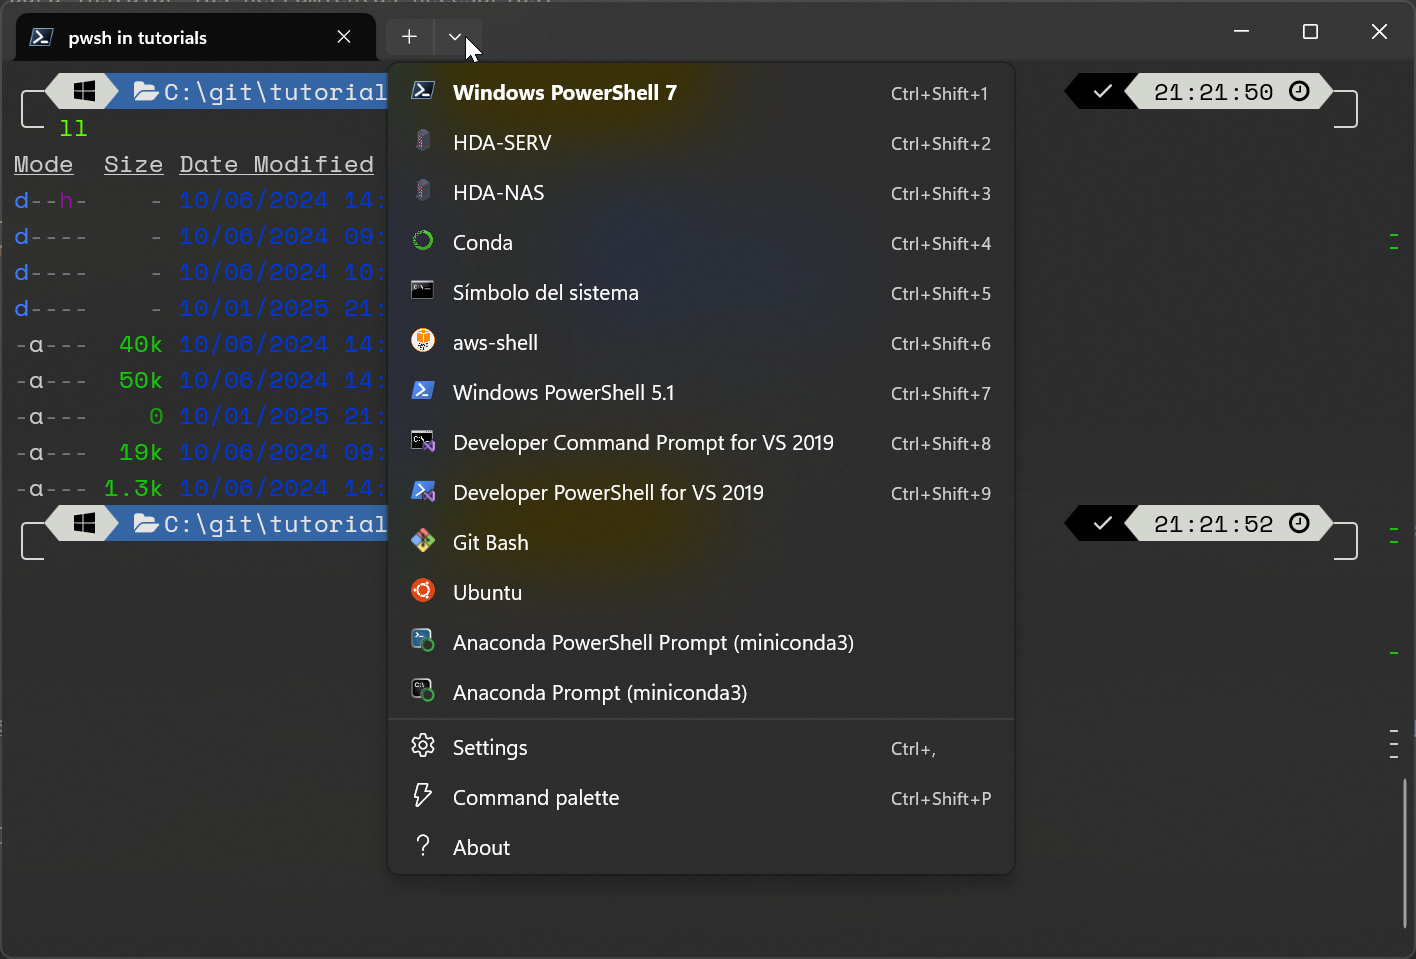 pwsh in tutorials
C:\git\tutorial
21:21:50
ll
Mode Size Date Modified
d--h- - 10/06/2024 14:
d---- - 10/06/2024 09:
d---- - 10/06/2024 10:
d---- - 10/01/2025 21:
-a--- 40k 10/06/2024 14:
-a--- 50k 10/06/2024 14:
-a--- 0 10/01/2025 21:
-a--- 19k 10/06/2024 09:
-a--- 1.3k 10/06/2024 14:
C:\git\tutorial
21:21:52
Windows PowerShell 7 Ctrl+Shift+1
HDA-SERV Ctrl+Shift+2
HDA-NAS Ctrl+Shift+3
Conda Ctrl+Shift+4
Símbolo del sistema Ctrl+Shift+5
aws-shell Ctrl+Shift+6
Windows PowerShell 5.1 Ctrl+Shift+7
Developer Command Prompt for VS 2019 Ctrl+Shift+8
Developer PowerShell for VS 2019 Ctrl+Shift+9
Git Bash
Ubuntu
Anaconda PowerShell Prompt (miniconda3)
Anaconda Prompt (miniconda3)
Settings Ctrl+,
Command palette Ctrl+Shift+P
About